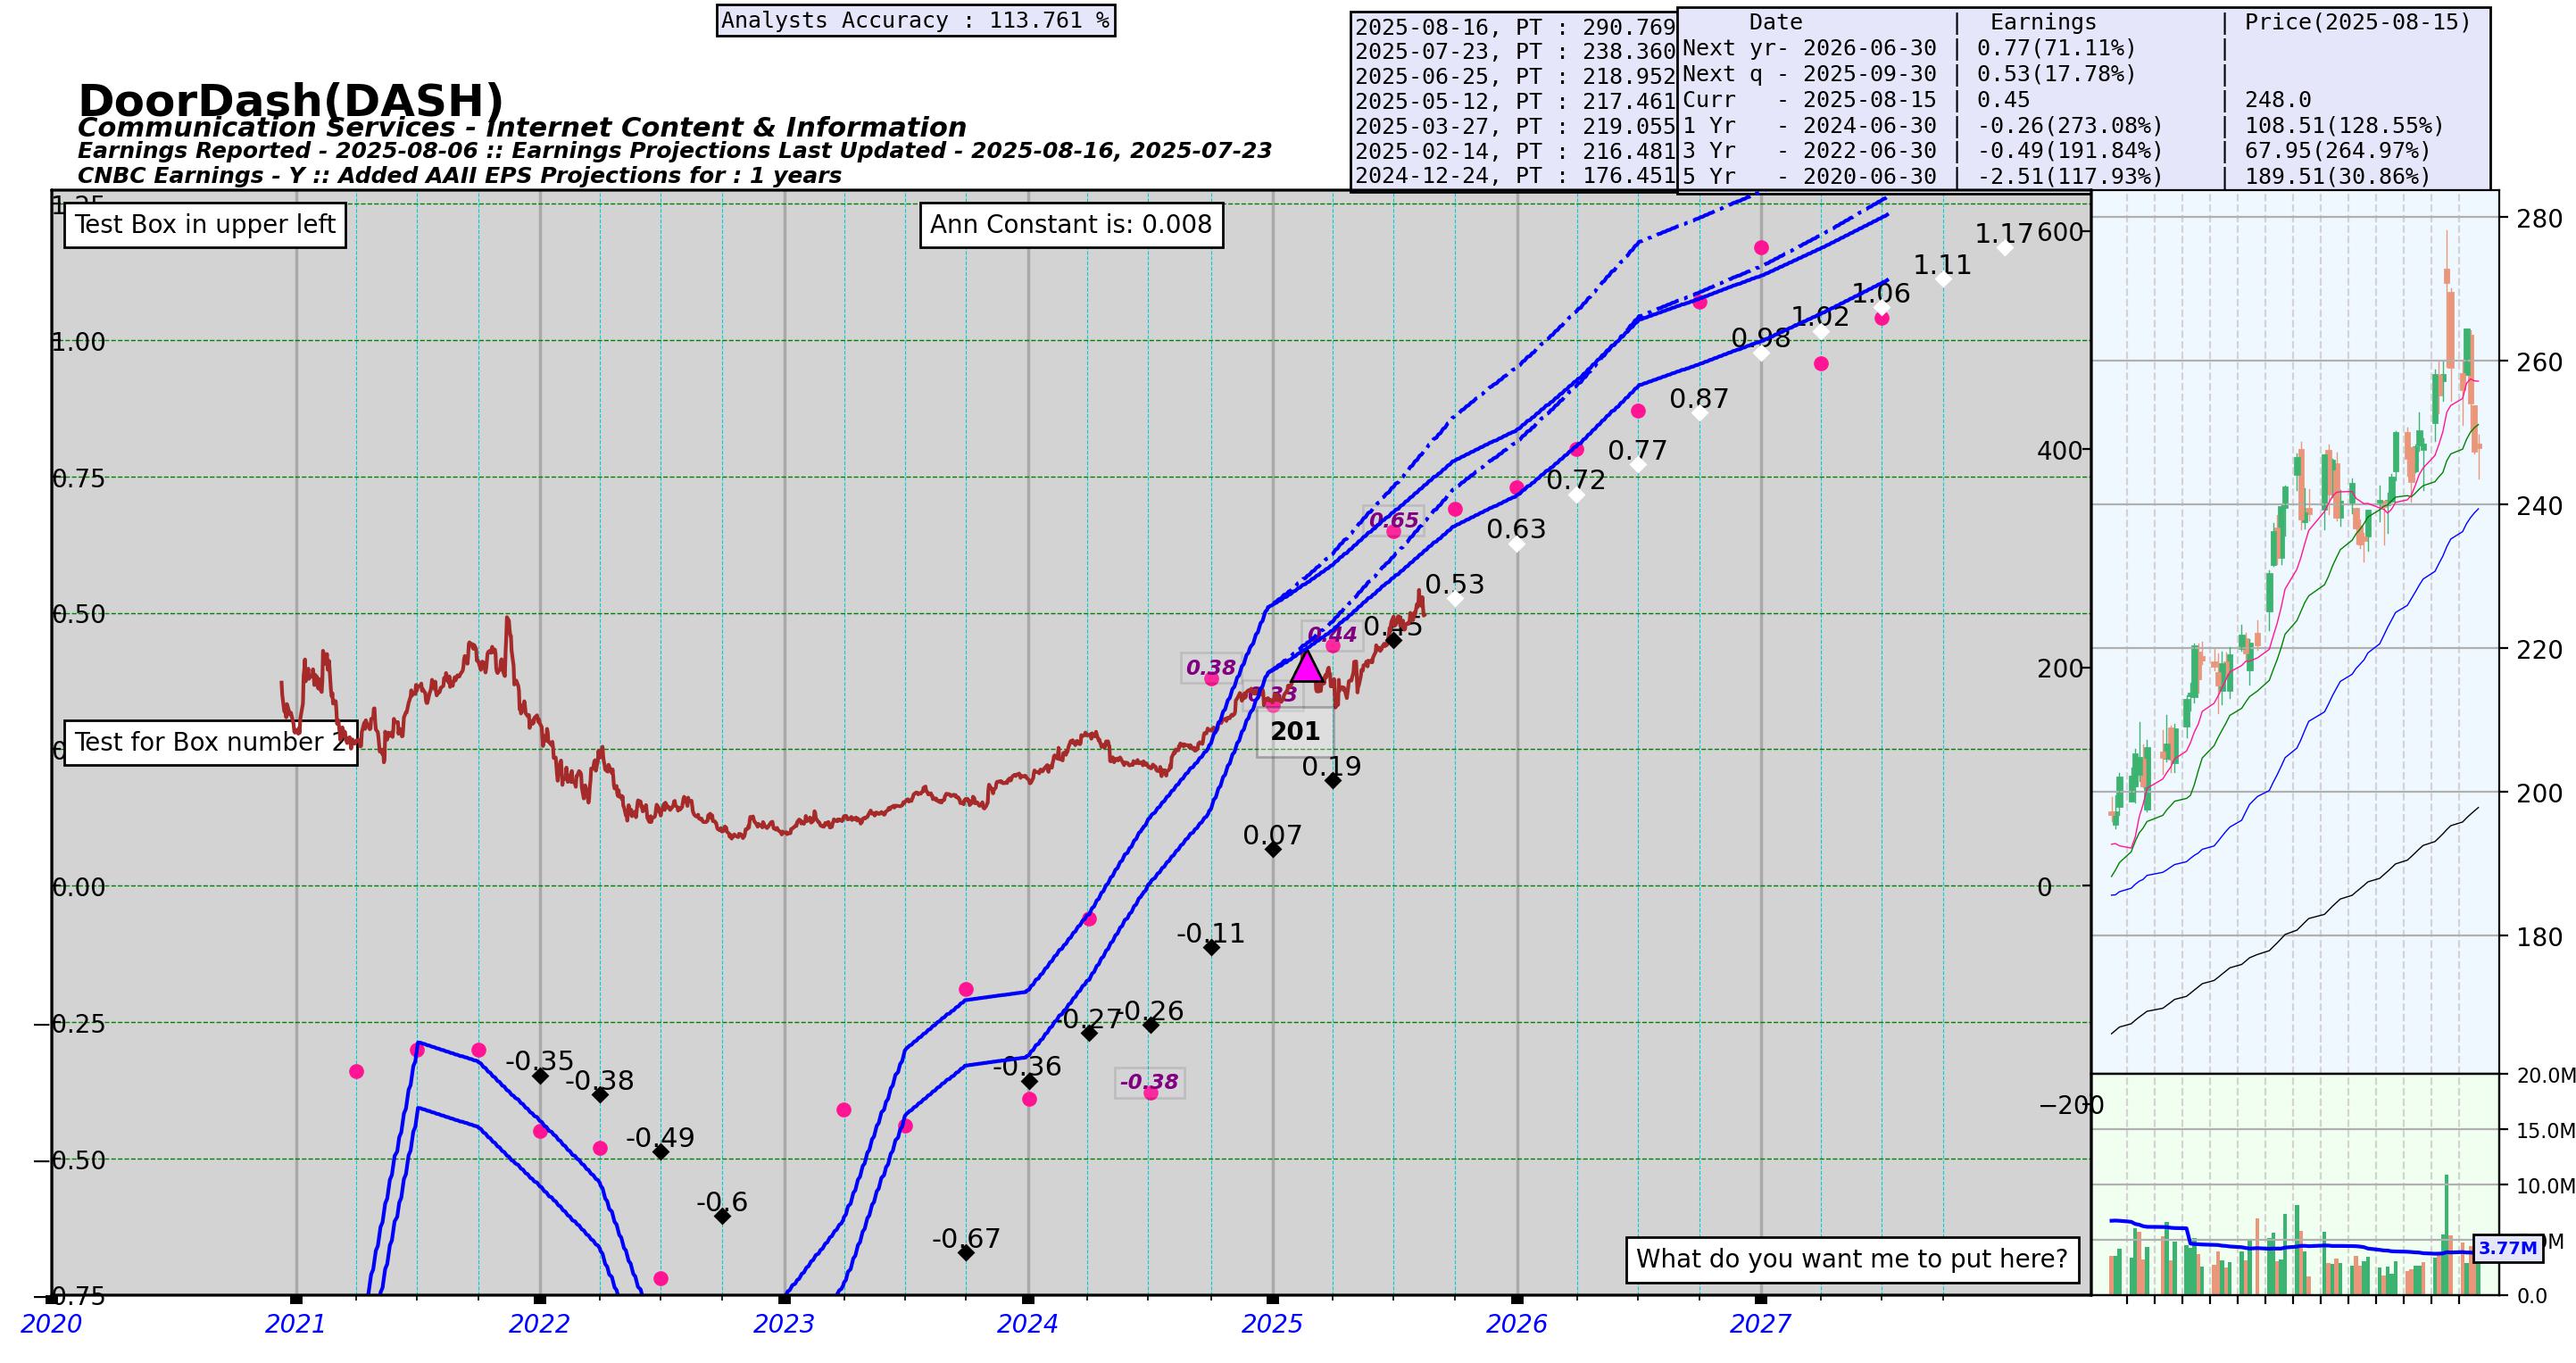 Analysts Accuracy : 113.761 %
2025-08-16, PT : 290.769
2025-07-23, PT : 238.360
2025-06-25, PT : 218.952
2025-05-12, PT : 217.461
2025-03-27, PT : 219.055
2025-02-14, PT : 216.481
2024-12-24, PT : 176.451
Date | Earnings | Price(2025-08-15)
Next yr- 2026-06-30 | 0.77(71.11%) |
Next q - 2025-09-30 | 0.53(17.78%) |
Curr - 2025-08-15 | 0.45 | 248.0
1 Yr - 2024-06-30 | -0.26(273.08%) | 108.51(128.55%)
3 Yr - 2022-06-30 | -0.49(191.84%) | 67.95(264.97%)
5 Yr - 2020-06-30 | -2.51(117.93%) | 189.51(30.86%)
DoorDash(DASH)
Communication Services - Internet Content & Information
Earnings Reported - 2025-08-06 :: Earnings Projections Last Updated - 2025-08-16, 2025-07-23
CNBC Earnings - Y :: Added AAII EPS Projections for : 1 years
Test Box in upper left
Ann Constant is: 0.008
1.17
600
280
1.11
1.06
1.02
1.00
0.98
260
0.87
400
0.77
0.75
0.72
240
0.65
0.63
0.53
0.50
0.45
0.44
220
0.38
200
0.33
201
Test for Box number 2
0.19
200
0.07
0.00
0
-0.11
180
-0.26
-0.27
−0.25
-0.35
-0.36
-0.38
-0.38
20.0M
−200
-0.49
15.0M
−0.50
-0.6
10.0M
-0.67
3.77M
What do you want me to put here?
−0.75
0.0
2020
2021
2022
2023
2024
2025
2026
2027